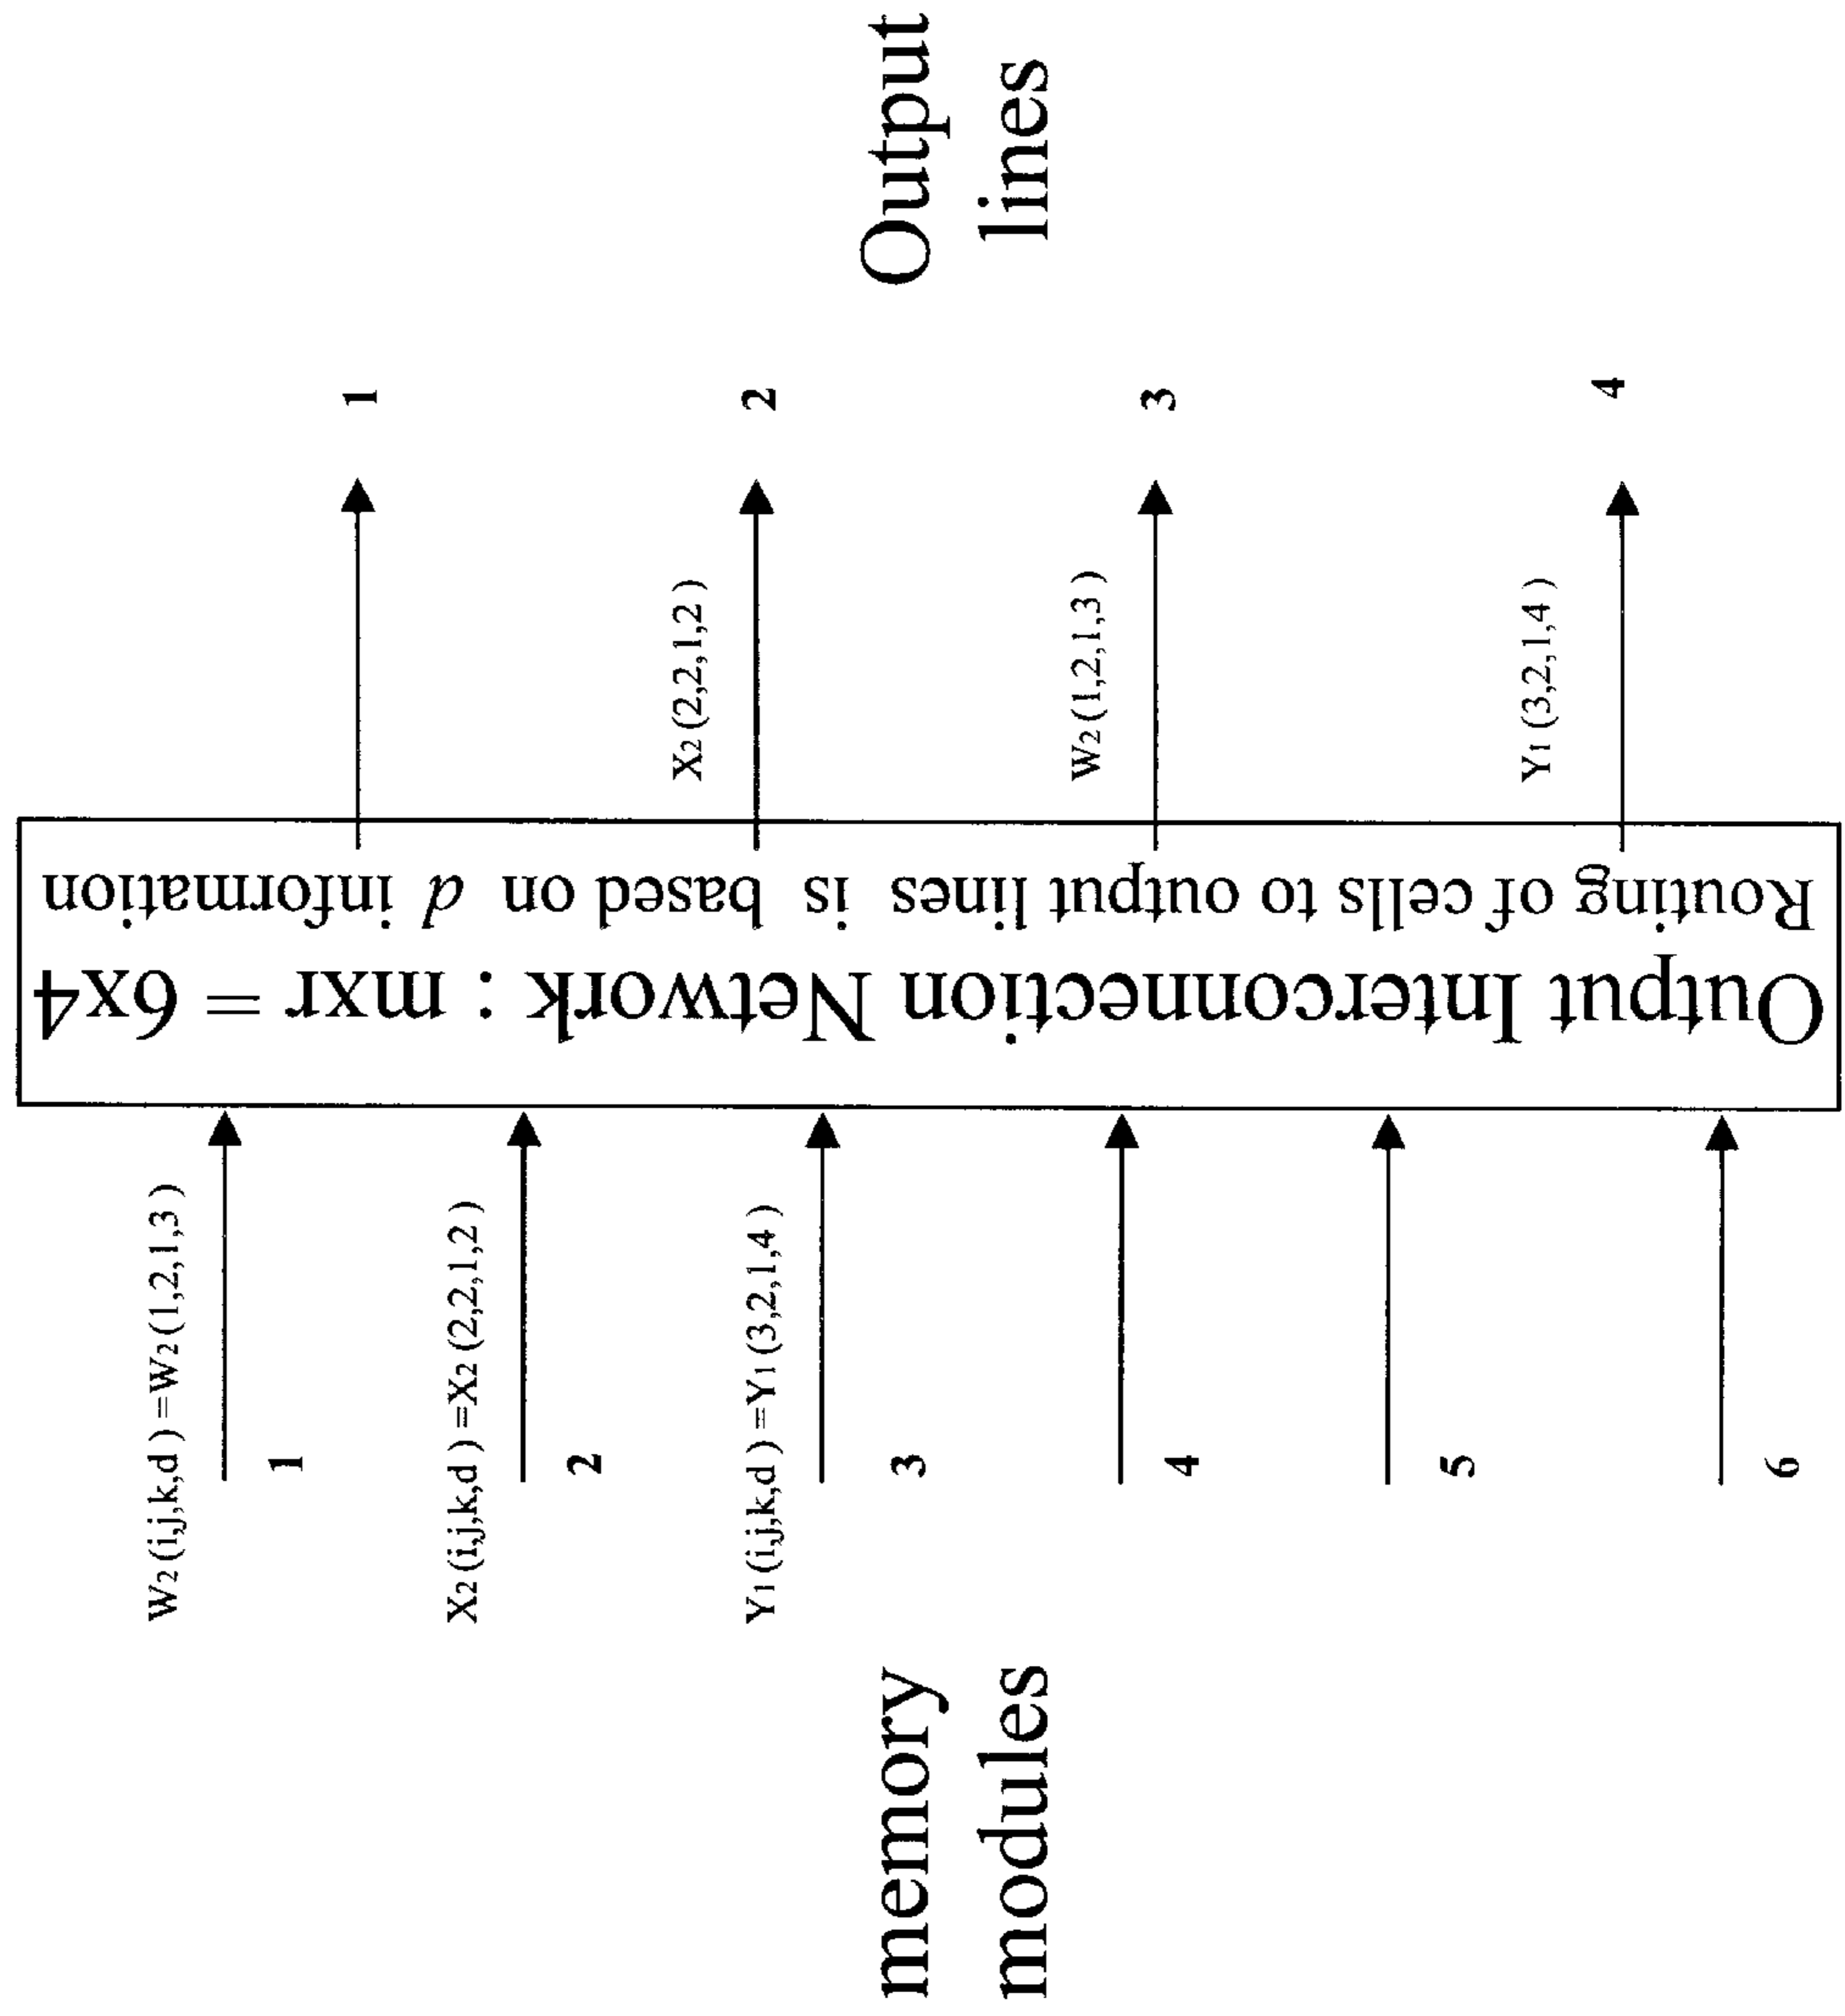 memory
modules
W2 (i,j,k,d ) =W2 (1,2,1,3 )
1
X2 (i,j,k,d ) =X2 (2,2,1,2 )
2
Y1 (i,j,k,d ) =Y1 (3,2,1,4 )
3
4
5
6
Output Interconnection Network : mxr = 6x4
Routing of cells to output lines is based on d information
1
X2 (2,2,1,2 )
2
W2 (1,2,1,3 )
3
Y1 (3,2,1,4 )
4
Output
lines